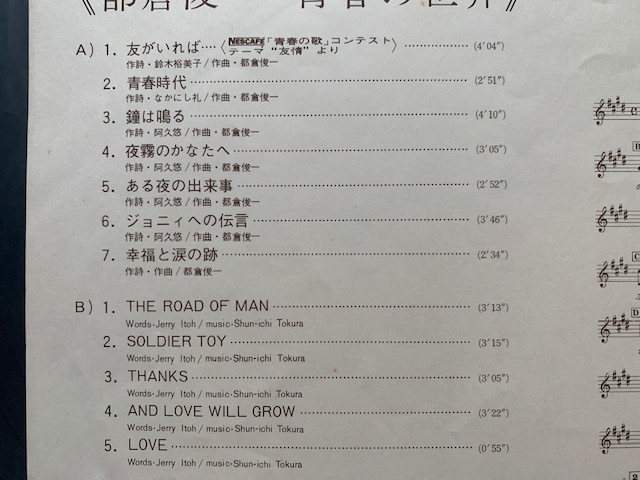 A) 1. 友がいれば…〈NESCAFÉ「青春の歌」コンテスト テーマ "友情" より〉 (4'04")
作詩・鈴木裕美子/作曲・都倉俊一
2. 青春時代 (2'51")
作詩・なかにし礼/作曲・都倉俊一
3. 鐘は鳴る (4'10")
作詩・阿久悠/作曲・都倉俊一
4. 夜霧のかなたへ (3'05")
作詩・阿久悠/作曲・都倉俊一
5. ある夜の出来事 (2'52")
作詩・阿久悠/作曲・都倉俊一
6. ジョニィへの伝言 (3'46")
作詩・阿久悠/作曲・都倉俊一
7. 幸福と涙の跡 (2'34")
作詩・作曲/都倉俊一
B) 1. THE ROAD OF MAN (3'13")
Words-Jerry Itoh / music-Shun-ichi Tokura
2. SOLDIER TOY (3'15")
Words-Jerry Itoh / music-Shun-ichi Tokura
3. THANKS (3'05")
Words-Jerry Itoh / music-Shun-ichi Tokura
4. AND LOVE WILL GROW (3'22")
Words-Jerry Itoh / music-Shun-ichi Tokura
5. LOVE (0'55")
Words-Jerry Itoh / music-Shun-ichi Tokura
B
C
D
2